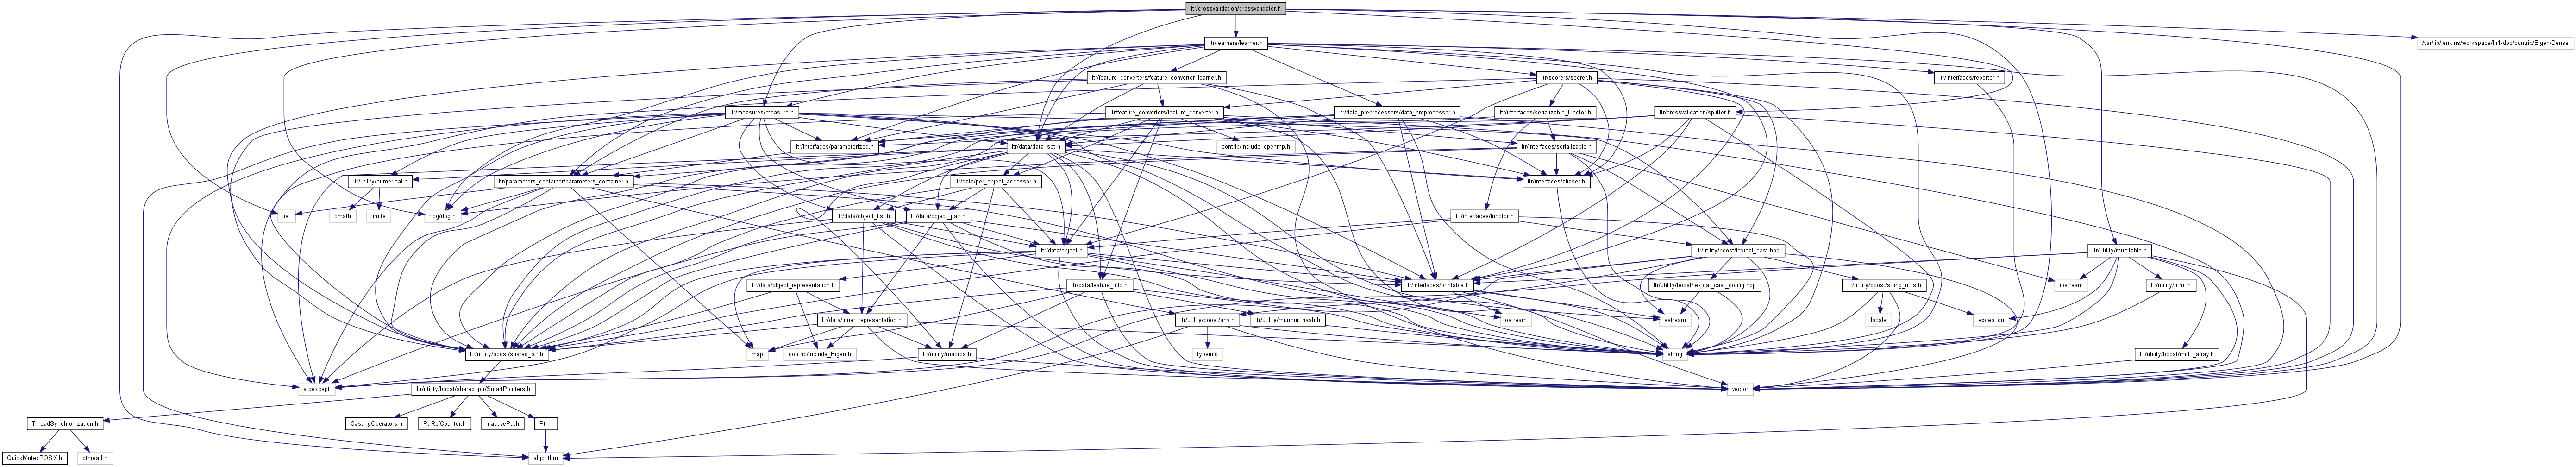 ltr/crossvalidation/crossvalidator.h
ltr/learners/learner.h
/var/lib/jenkins/workspace/ltr1-doc/contrib/Eigen/Dense
ltr/feature_converters/feature_converter_learner.h
ltr/scorers/scorer.h
ltr/interfaces/reporter.h
ltr/measures/measure.h
ltr/feature_converters/feature_converter.h
ltr/data_preprocessors/data_preprocessor.h
ltr/interfaces/serializable_functor.h
ltr/crossvalidation/splitter.h
ltr/interfaces/parameterized.h
ltr/data/data_set.h
contrib/include_openmp.h
ltr/interfaces/serializable.h
ltr/utility/numerical.h
ltr/parameters_container/parameters_container.h
ltr/data/per_object_accessor.h
ltr/interfaces/aliaser.h
list
cmath
limits
rlog/rlog.h
ltr/data/object_list.h
ltr/data/object_pair.h
ltr/interfaces/functor.h
ltr/data/object.h
ltr/utility/boost/lexical_cast.hpp
ltr/utility/multitable.h
ltr/data/object_representation.h
ltr/data/feature_info.h
ltr/interfaces/printable.h
ltr/utility/boost/lexical_cast_config.hpp
ltr/utility/boost/string_utils.h
iostream
ltr/utility/html.h
ltr/data/inner_representation.h
ltr/utility/boost/any.h
ltr/utility/murmur_hash.h
ostream
sstream
locale
exception
ltr/utility/boost/shared_ptr.h
map
contrib/include_Eigen.h
ltr/utility/macros.h
typeinfo
string
ltr/utility/boost/multi_array.h
stdexcept
ltr/utility/boost/shared_ptr/SmartPointers.h
vector
ThreadSynchronization.h
CastingOperators.h
PtrRefCounter.h
InactivePtr.h
Ptr.h
QuickMutexPOSIX.h
pthread.h
algorithm